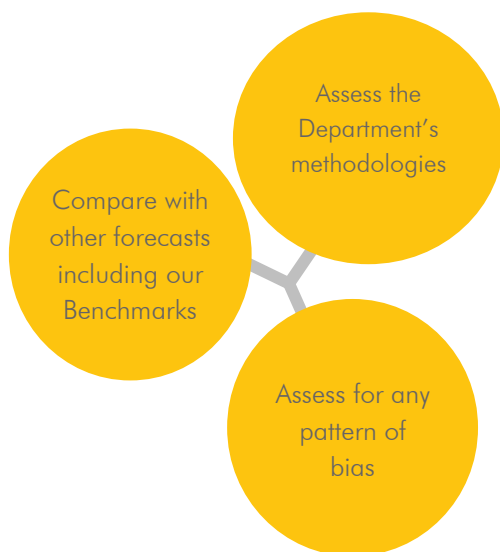 Assess the
Department’s
methodologies
Compare with
other forecasts
including our
Benchmarks
Assess for any
pattern of
bias